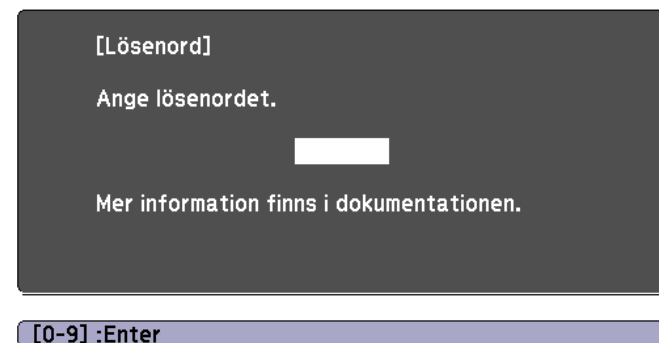 [Lösenord]
Ange lösenordet.
Mer information finns i dokumentationen.
[0-9] :Enter